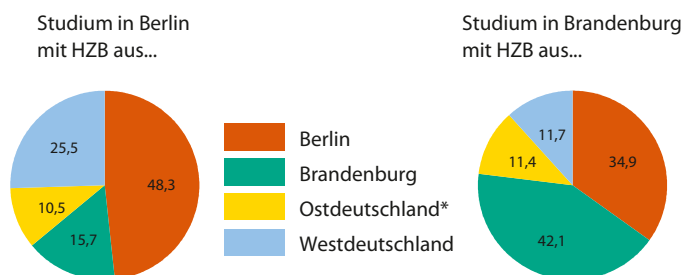 Studium in Berlin
mit HZB aus...
25,5
48,3
10,5
15,7
Berlin
Brandenburg
Ostdeutschland*
Westdeutschland
Studium in Brandenburg
mit HZB aus...
11,7
34,9
11,4
42,1